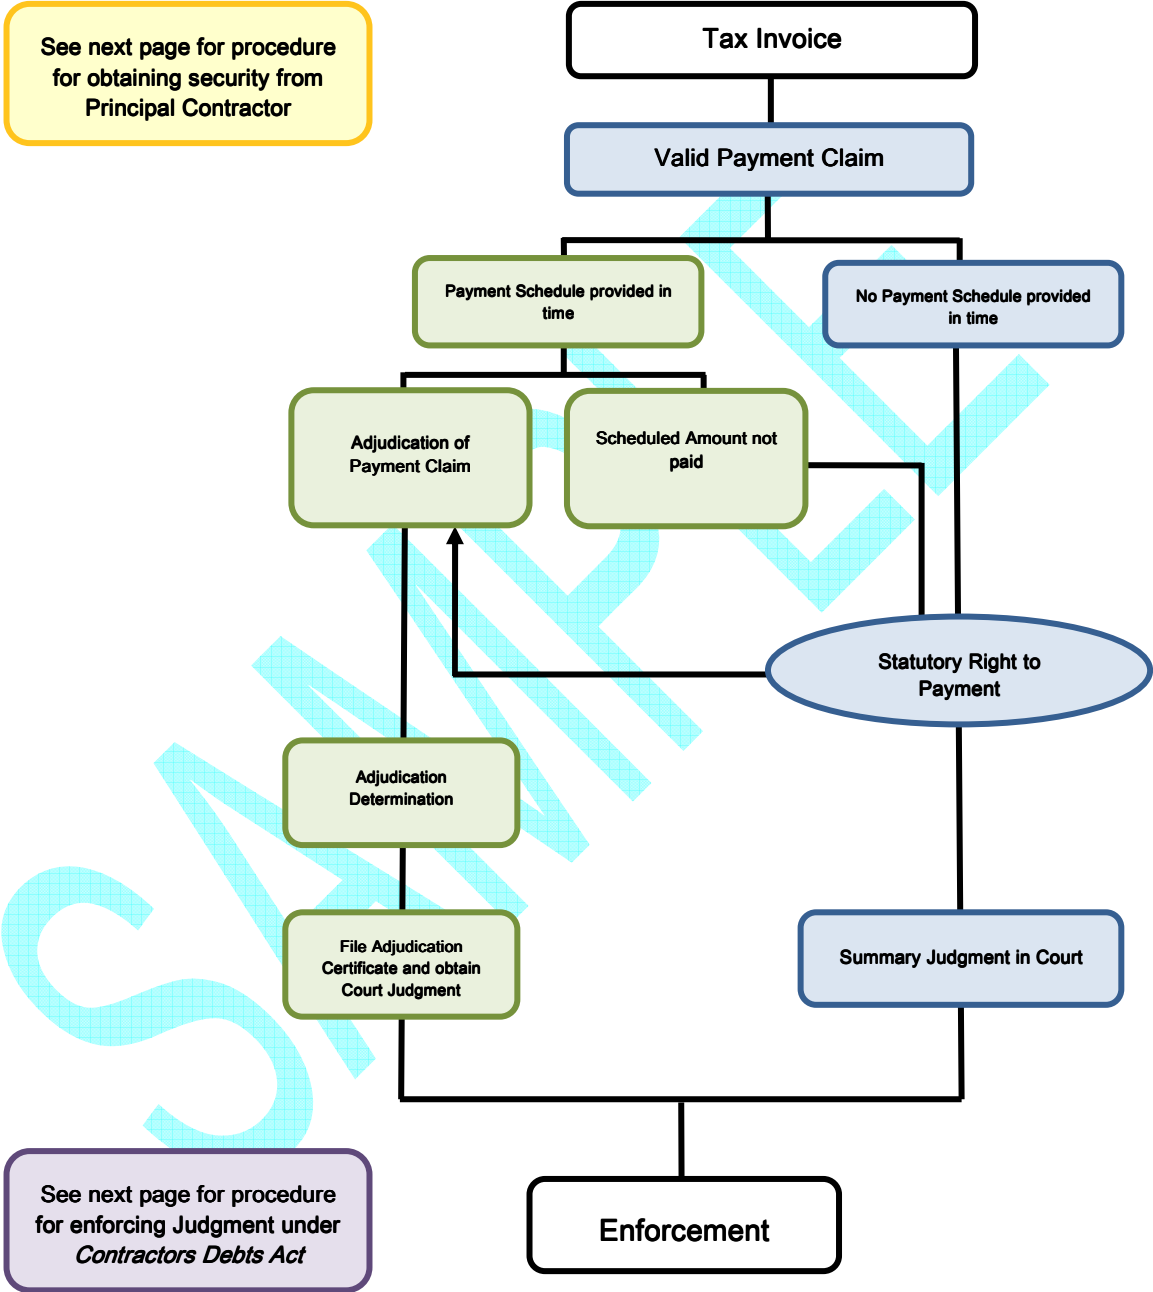 See next page for procedure
for obtaining security from
Principal Contractor
Tax Invoice
Valid Payment Claim
Payment Schedule provided in
time
No Payment Schedule provided
in time
Adjudication of
Payment Claim
Scheduled Amount not
paid
Statutory Right to
Payment
Adjudication
Determination
File Adjudication
Certificate and obtain
Court Judgment
Summary Judgment in Court
See next page for procedure
for enforcing Judgment under
Contractors Debts Act
Enforcement
SAMPLE